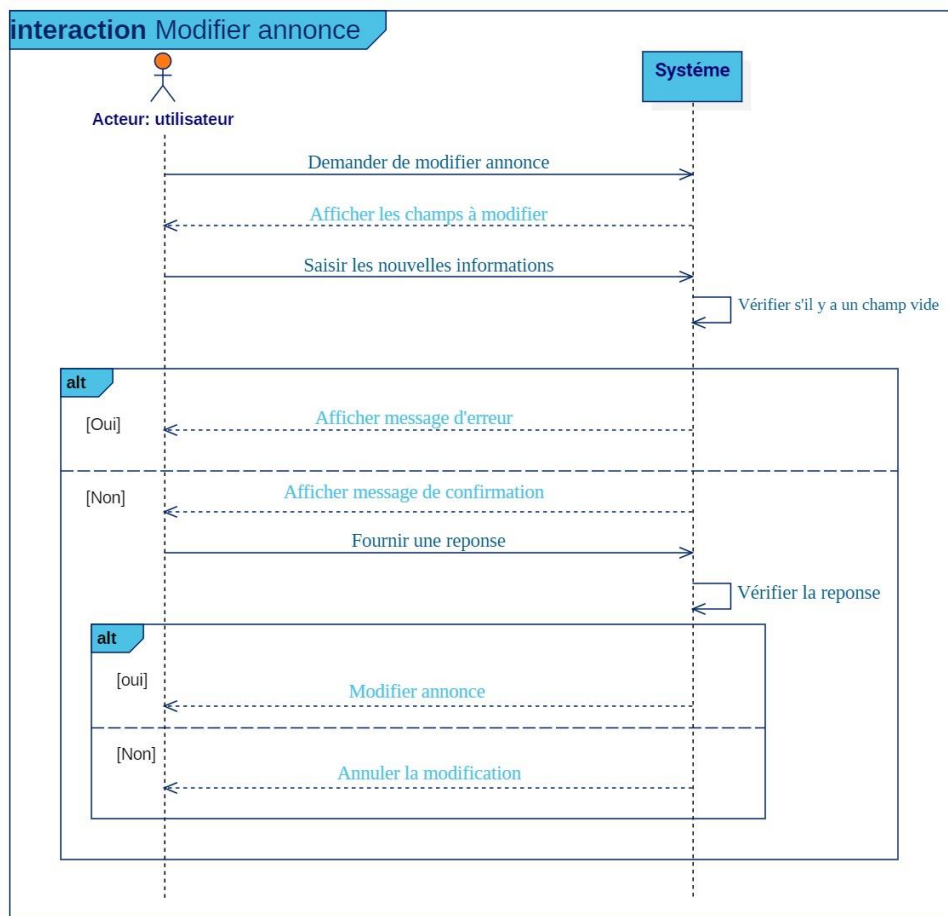 interaction Modifier annonce
Systéme
Acteur: utilisateur
Demander de modifier annonce
Afficher les champs à modifier
Saisir les nouvelles informations
Vérifier s'il y a un champ vide
alt
[Oui]
Afficher message d'erreur
[Non]
Afficher message de confirmation
Fournir une reponse
Vérifier la reponse
alt
[oui]
Modifier annonce
[Non]
Annuler la modification